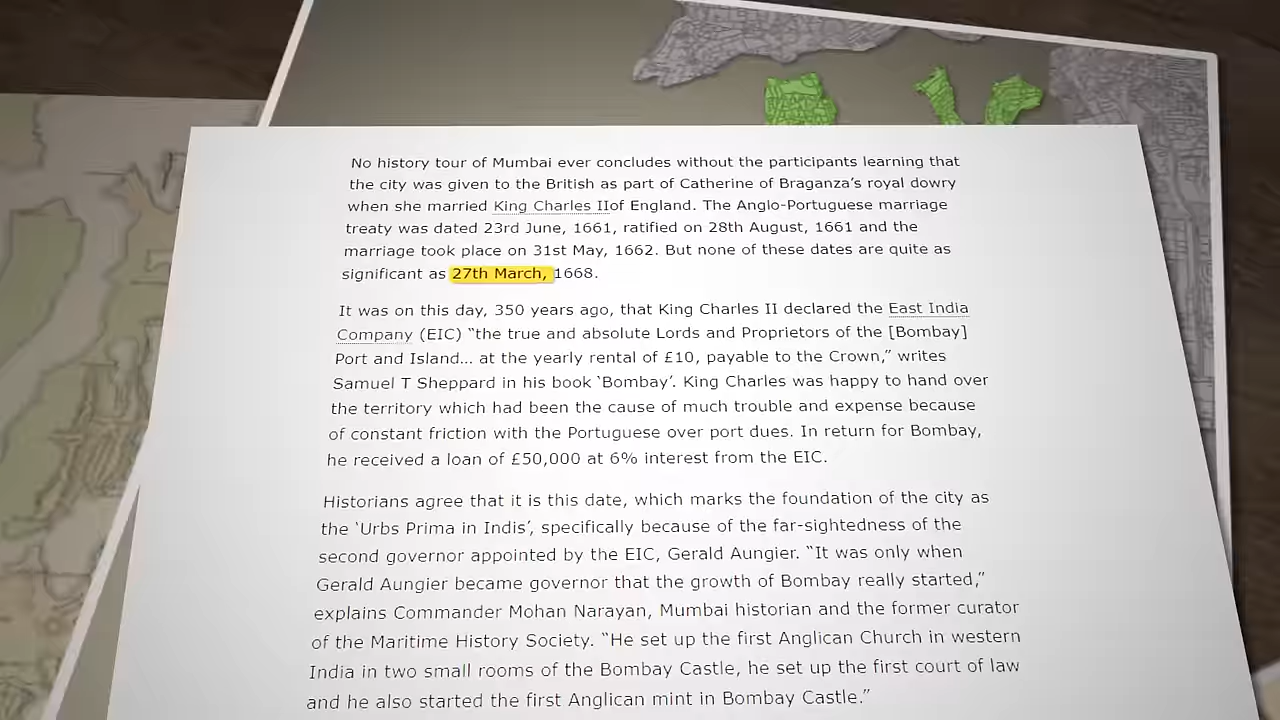 No history tour of Mumbai ever concludes without the participants learning that
the city was given to the British as part of Catherine of Braganza's royal dowry
when she married King Charles IIof England. The Anglo-Portuguese marriage
treaty was dated 23rd June, 1661, ratified on 28th August, 1661 and the
marriage took place on 31st May, 1662. But none of these dates are quite as
significant as 27th March, 1668.
It was on this day, 350 years ago, that King Charles II declared the East India
Company (EIC) “the true and absolute Lords and Proprietors of the [Bombay]
Port and Island... at the yearly rental of £10, payable to the Crown,” writes
Samuel T Sheppard in his book ‘Bombay’. King Charles was happy to hand over
the territory which had been the cause of much trouble and expense because
of constant friction with the Portuguese over port dues. In return for Bombay,
he received a loan of £50,000 at 6% interest from the EIC.
Historians agree that it is this date, which marks the foundation of the city as
the ‘Urbs Prima in Indis’, specifically because of the far-sightedness of the
second governor appointed by the EIC, Gerald Aungier. “It was only when
Gerald Aungier became governor that the growth of Bombay really started,”
explains Commander Mohan Narayan, Mumbai historian and the former curator
of the Maritime History Society. “He set up the first Anglican Church in western
India in two small rooms of the Bombay Castle, he set up the first court of law
and he also started the first Anglican mint in Bombay Castle.”